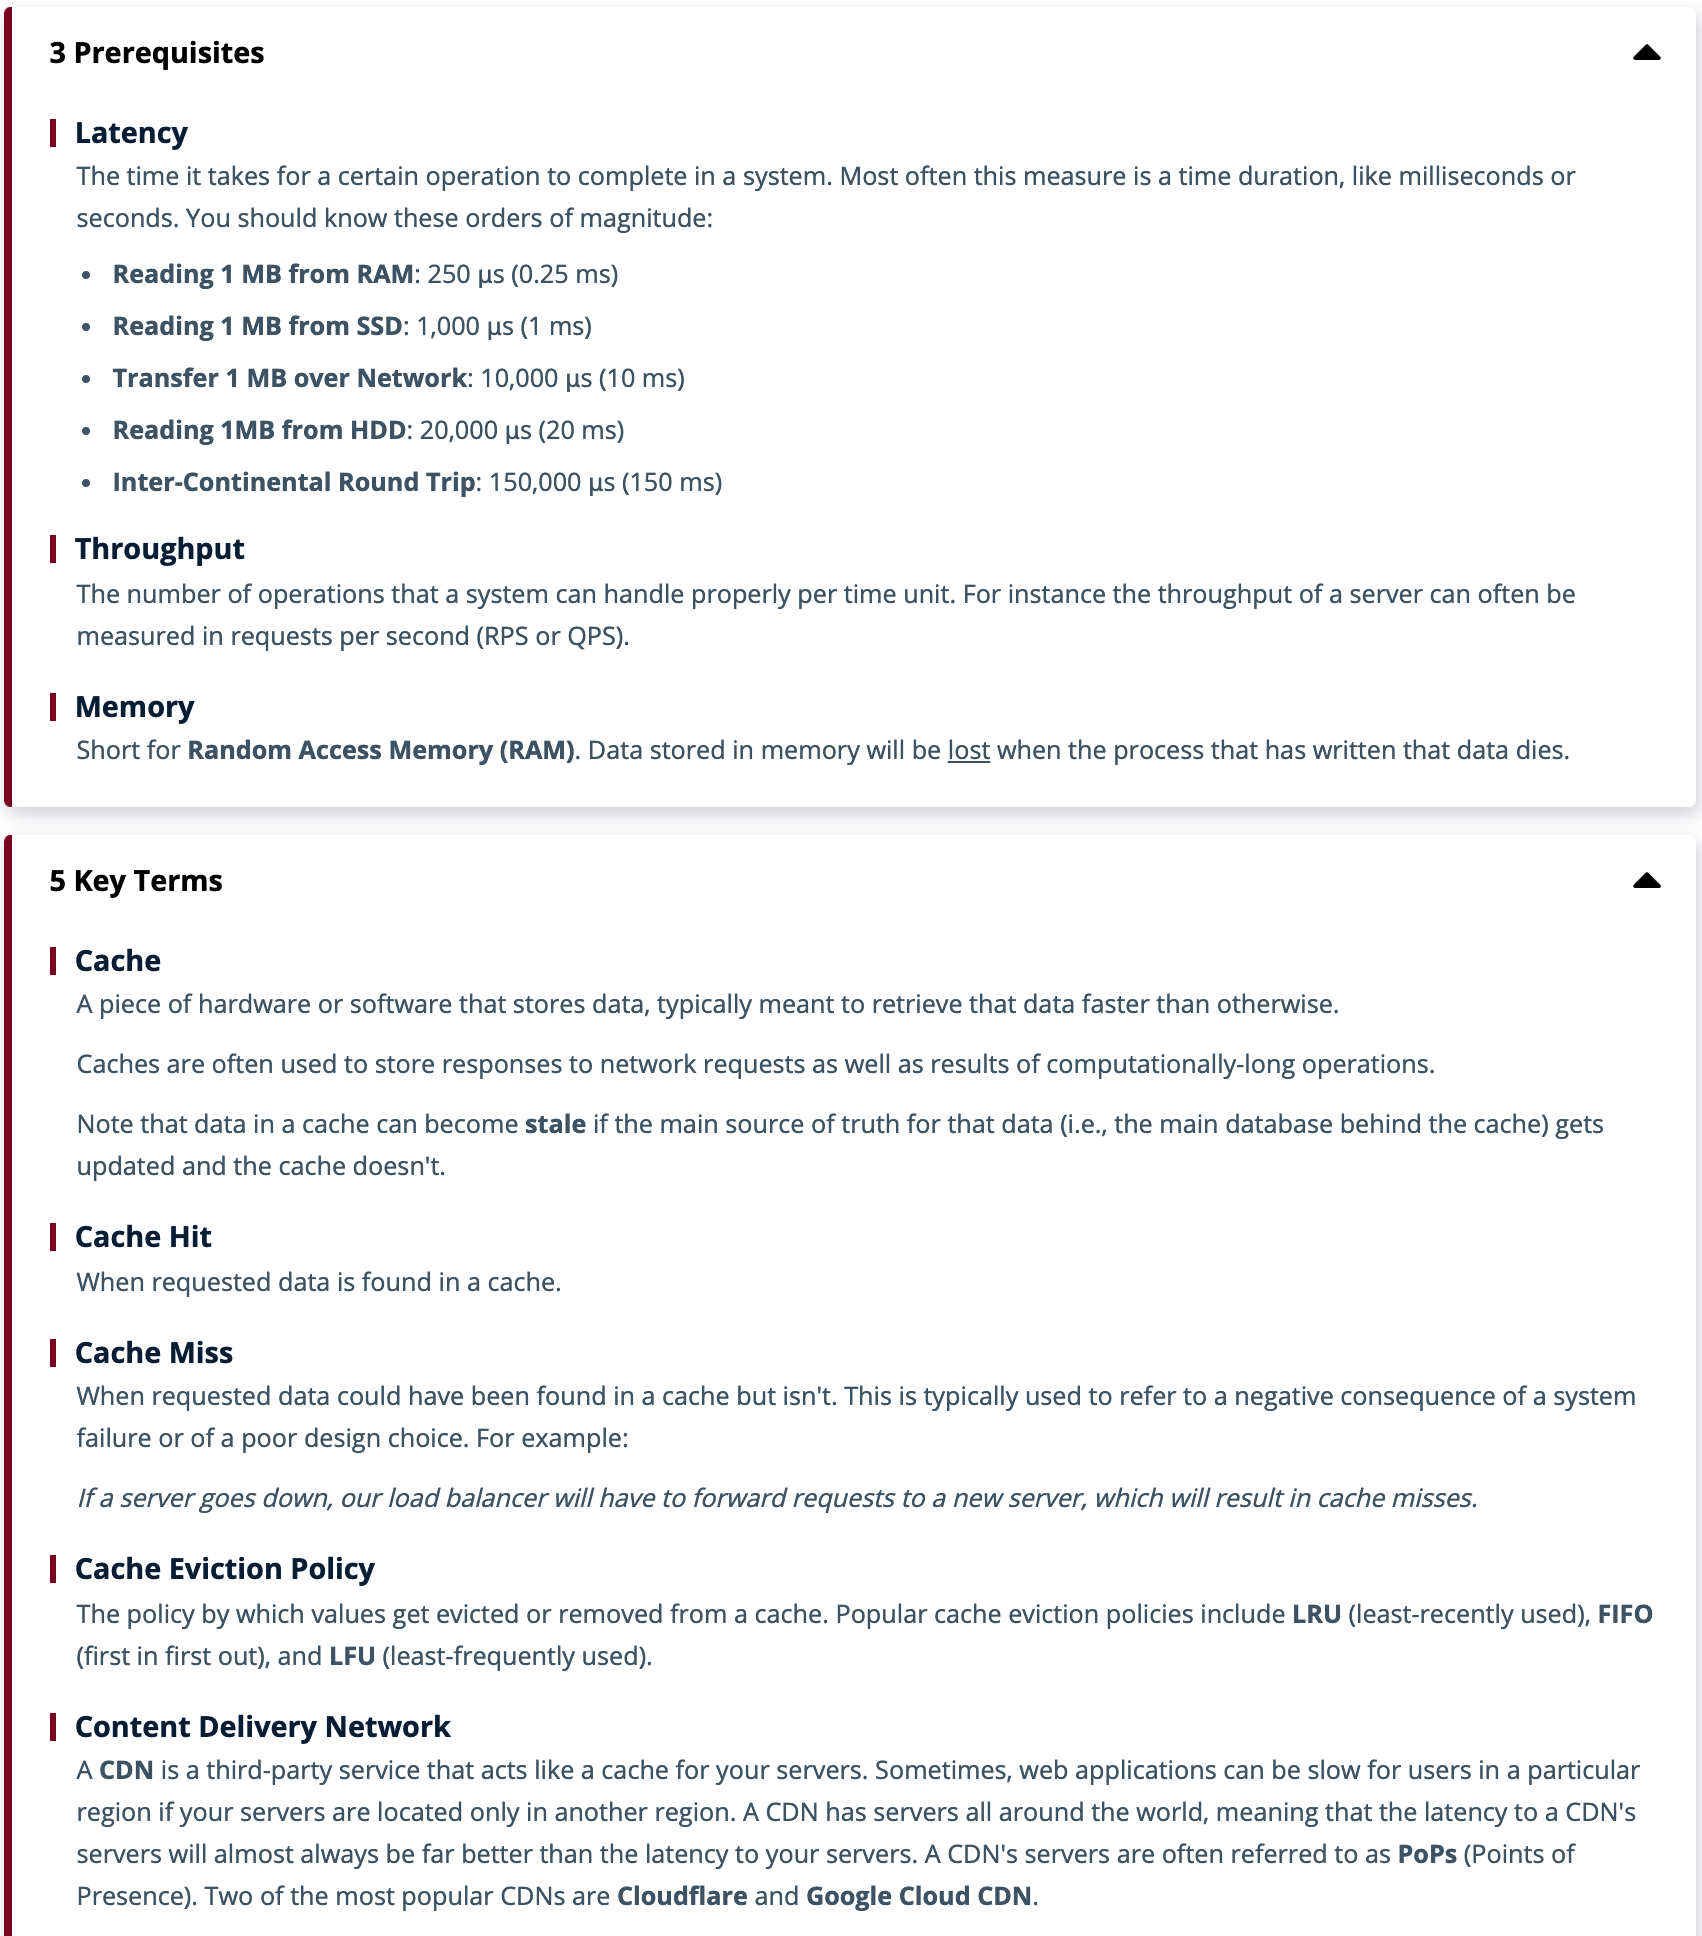 3 Prerequisites
Latency
The time it takes for a certain operation to complete in a system. Most often this measure is a time duration, like milliseconds or
seconds. You should know these orders of magnitude:
• Reading 1 MB from RAM: 250 μs (0.25 ms)
• Reading 1 MB from SSD: 1,000 μs (1 ms)
• Transfer 1 MB over Network: 10,000 μs (10 ms)
• Reading 1MB from HDD: 20,000 μs (20 ms)
• Inter-Continental Round Trip: 150,000 μs (150 ms)
Throughput
The number of operations that a system can handle properly per time unit. For instance the throughput of a server can often be
measured in requests per second (RPS or QPS).
Memory
Short for Random Access Memory (RAM). Data stored in memory will be lost when the process that has written that data dies.
5 Key Terms
Cache
A piece of hardware or software that stores data, typically meant to retrieve that data faster than otherwise.
Caches are often used to store responses to network requests as well as results of computationally-long operations.
Note that data in a cache can become stale if the main source of truth for that data (i.e., the main database behind the cache) gets
updated and the cache doesn't.
Cache Hit
When requested data is found in a cache.
Cache Miss
When requested data could have been found in a cache but isn't. This is typically used to refer to a negative consequence of a system
failure or of a poor design choice. For example:
If a server goes down, our load balancer will have to forward requests to a new server, which will result in cache misses.
Cache Eviction Policy
The policy by which values get evicted or removed from a cache. Popular cache eviction policies include LRU (least-recently used), FIFO
(first in first out), and LFU (least-frequently used).
Content Delivery Network
A CDN is a third-party service that acts like a cache for your servers. Sometimes, web applications can be slow for users in a particular
region if your servers are located only in another region. A CDN has servers all around the world, meaning that the latency to a CDN's
servers will almost always be far better than the latency to your servers. A CDN's servers are often referred to as PoPs (Points of
Presence). Two of the most popular CDNs are Cloudflare and Google Cloud CDN.